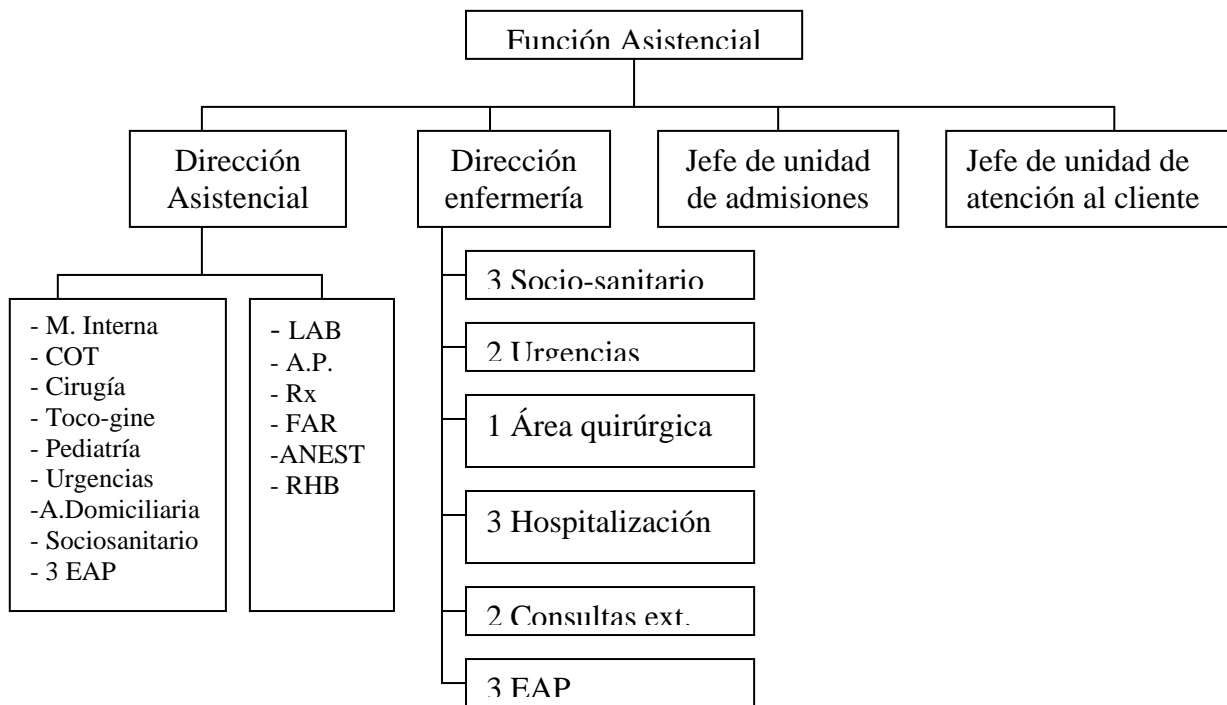 Función Asistencial
Dirección
Asistencial
Dirección
enfermería
Jefe de unidad
de admisiones
Jefe de unidad de
atención al cliente
- M. Interna
- COT
- Cirugía
- Toco-gine
- Pediatría
- Urgencias
-A.Domiciliaria
- Sociosanitario
- 3 EAP
- LAB
- A.P.
- Rx
- FAR
-ANEST
- RHB
3 Socio-sanitario
2 Urgencias
1 Área quirúrgica
3 Hospitalización
2 Consultas ext.
3 EAP